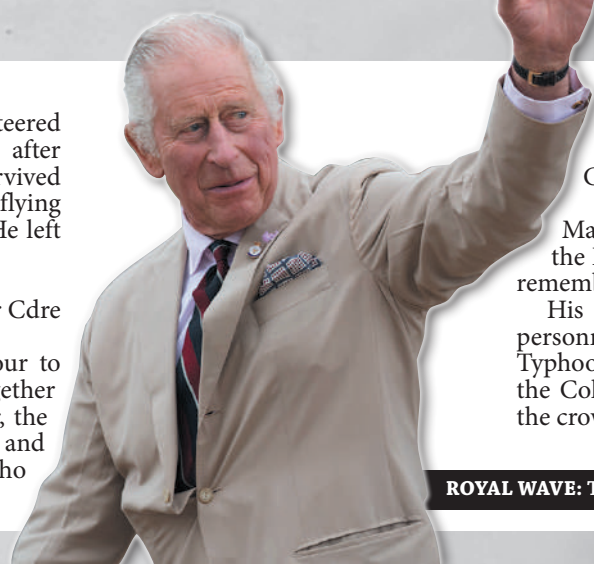 teered
after
rvived
flying
He left
r Cdre
our to
ether
, the
and
ho
C
Ma
the
rememb
His
personn
Typhoo
the Col
the crow
ROYAL WAVE: T